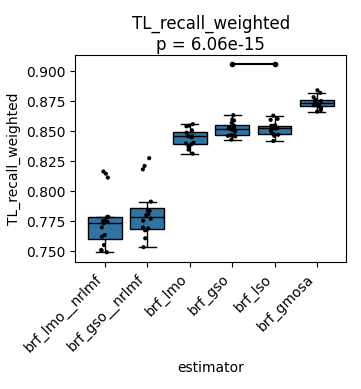 TL_recall_weighted
p = 6.06e-15
TL_recall_weighted
0.900
0.875
0.850
0.825
0.800
0.775
0.750
brf_lmo__nrlmf
brf_gso__nrlmf
brf_lmo
brf_gso
brf_lso
brf_gmosa
estimator